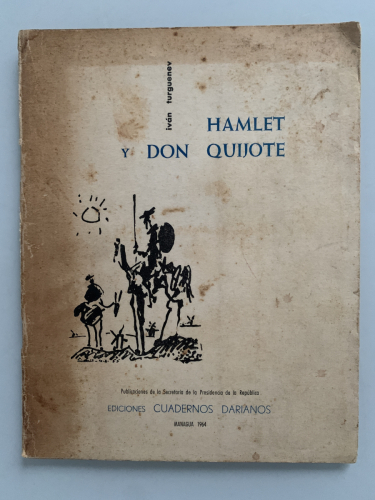 iván turguenev
HAMLET
Y DON QUIJOTE
Publicaciones de la Secretaría de la Presidencia de la República
EDICIONES CUADERNOS DARIANOS
MANAGUA 1964